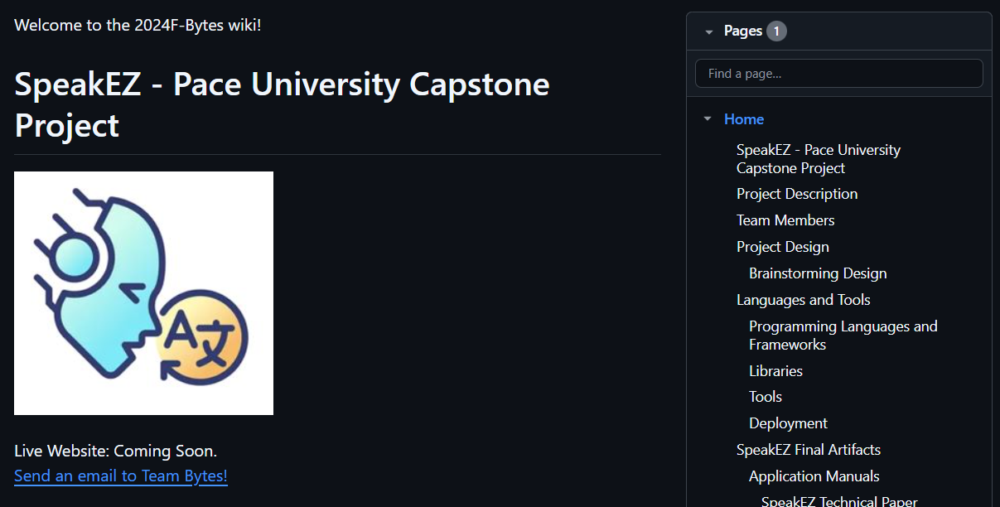 Welcome to the 2024F-Bytes wiki!
SpeakEZ - Pace University Capstone
Project
A文
Live Website: Coming Soon.
Send an email to Team Bytes!
Pages 1
Find a page...
Home
SpeakEZ - Pace University
Capstone Project
Project Description
Team Members
Project Design
Brainstorming Design
Languages and Tools
Programming Languages and
Frameworks
Libraries
Tools
Deployment
SpeakEZ Final Artifacts
Application Manuals
SpeakEZ Technical Paper